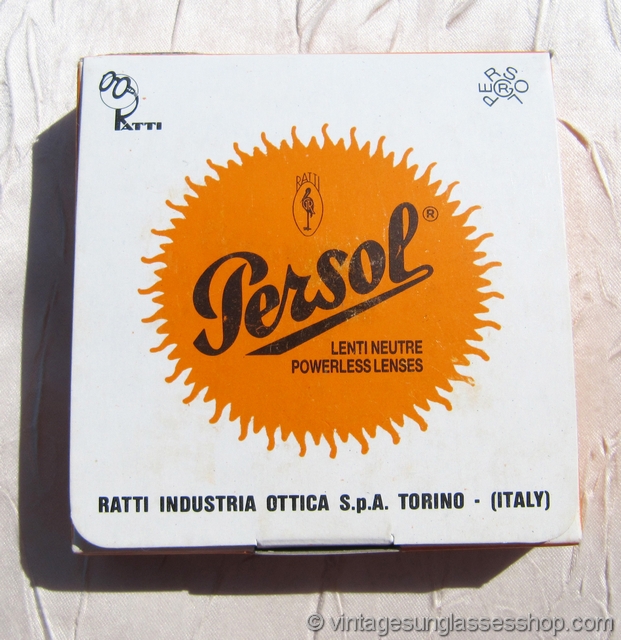 RATTI
PERSOL
R
RATTI
Persol®
LENTI NEUTRE
POWERLESS LENSES
RATTI INDUSTRIA OTTICA S.p.A. TORINO - (ITALY)
© vintagesunglassesshop.com